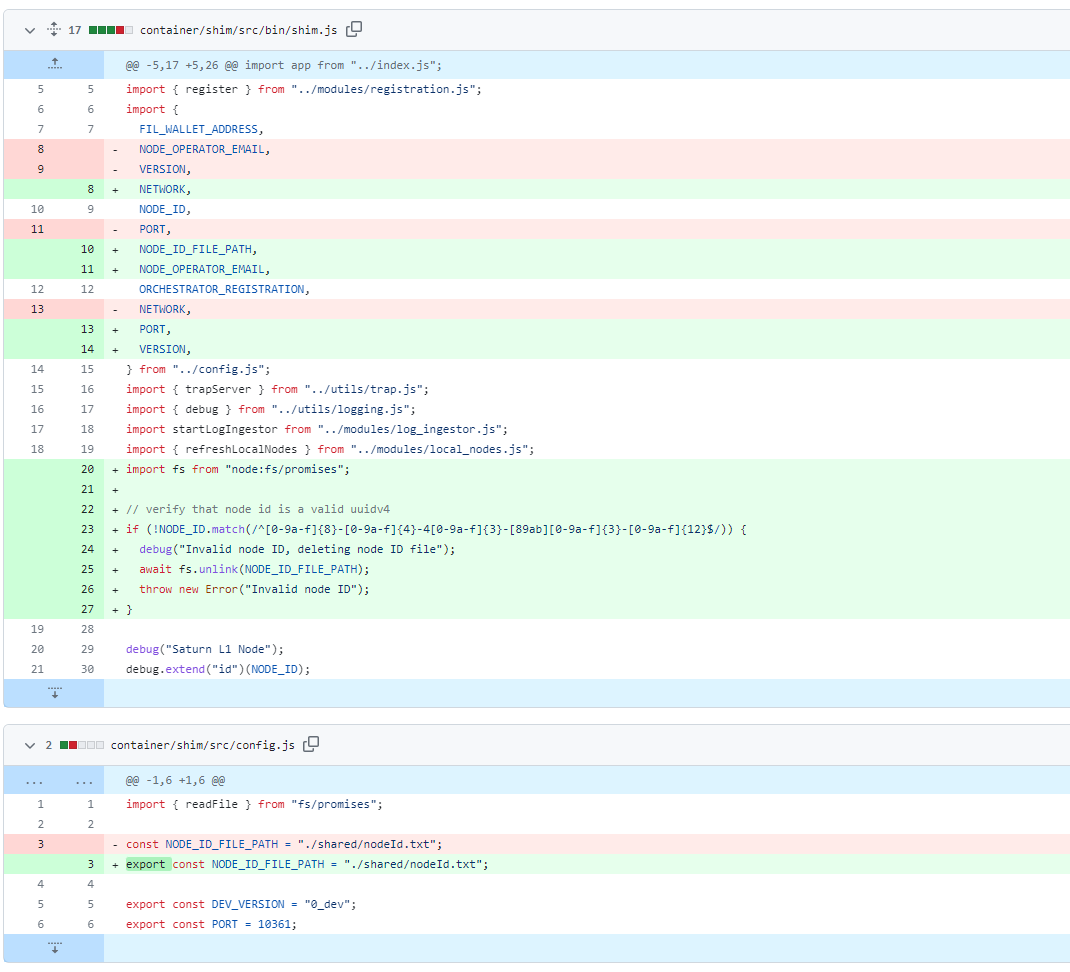 17 container/shim/src/bin/shim.js
@@ -5,17 +5,26 @@ import app from "../index.js";
5 5 import { register } from "../modules/registration.js";
6 6 import {
7 7 FIL_WALLET_ADDRESS,
8 - NODE_OPERATOR_EMAIL,
9 - VERSION,
8 + NETWORK,
10 9 NODE_ID,
11 - PORT,
10 + NODE_ID_FILE_PATH,
11 + NODE_OPERATOR_EMAIL,
12 12 ORCHESTRATOR_REGISTRATION,
13 - NETWORK,
13 + PORT,
14 + VERSION,
14 15 } from "../config.js";
15 16 import { trapServer } from "../utils/trap.js";
16 17 import { debug } from "../utils/logging.js";
17 18 import startLogIngestor from "../modules/log_ingestor.js";
18 19 import { refreshLocalNodes } from "../modules/local_nodes.js";
20 + import fs from "node:fs/promises";
21 +
22 + // verify that node id is a valid uuidv4
23 + if (!NODE_ID.match(/^[0-9a-f]{8}-[0-9a-f]{4}-4[0-9a-f]{3}-[89ab][0-9a-f]{3}-[0-9a-f]{12}$/)) {
24 + debug("Invalid node ID, deleting node ID file");
25 + await fs.unlink(NODE_ID_FILE_PATH);
26 + throw new Error("Invalid node ID");
27 + }
19 28
20 29 debug("Saturn L1 Node");
21 30 debug.extend("id")(NODE_ID);
2 container/shim/src/config.js
... ... @@ -1,6 +1,6 @@
1 1 import { readFile } from "fs/promises";
2 2
3 - const NODE_ID_FILE_PATH = "./shared/nodeId.txt";
3 + export const NODE_ID_FILE_PATH = "./shared/nodeId.txt";
4 4
5 5 export const DEV_VERSION = "0_dev";
6 6 export const PORT = 10361;